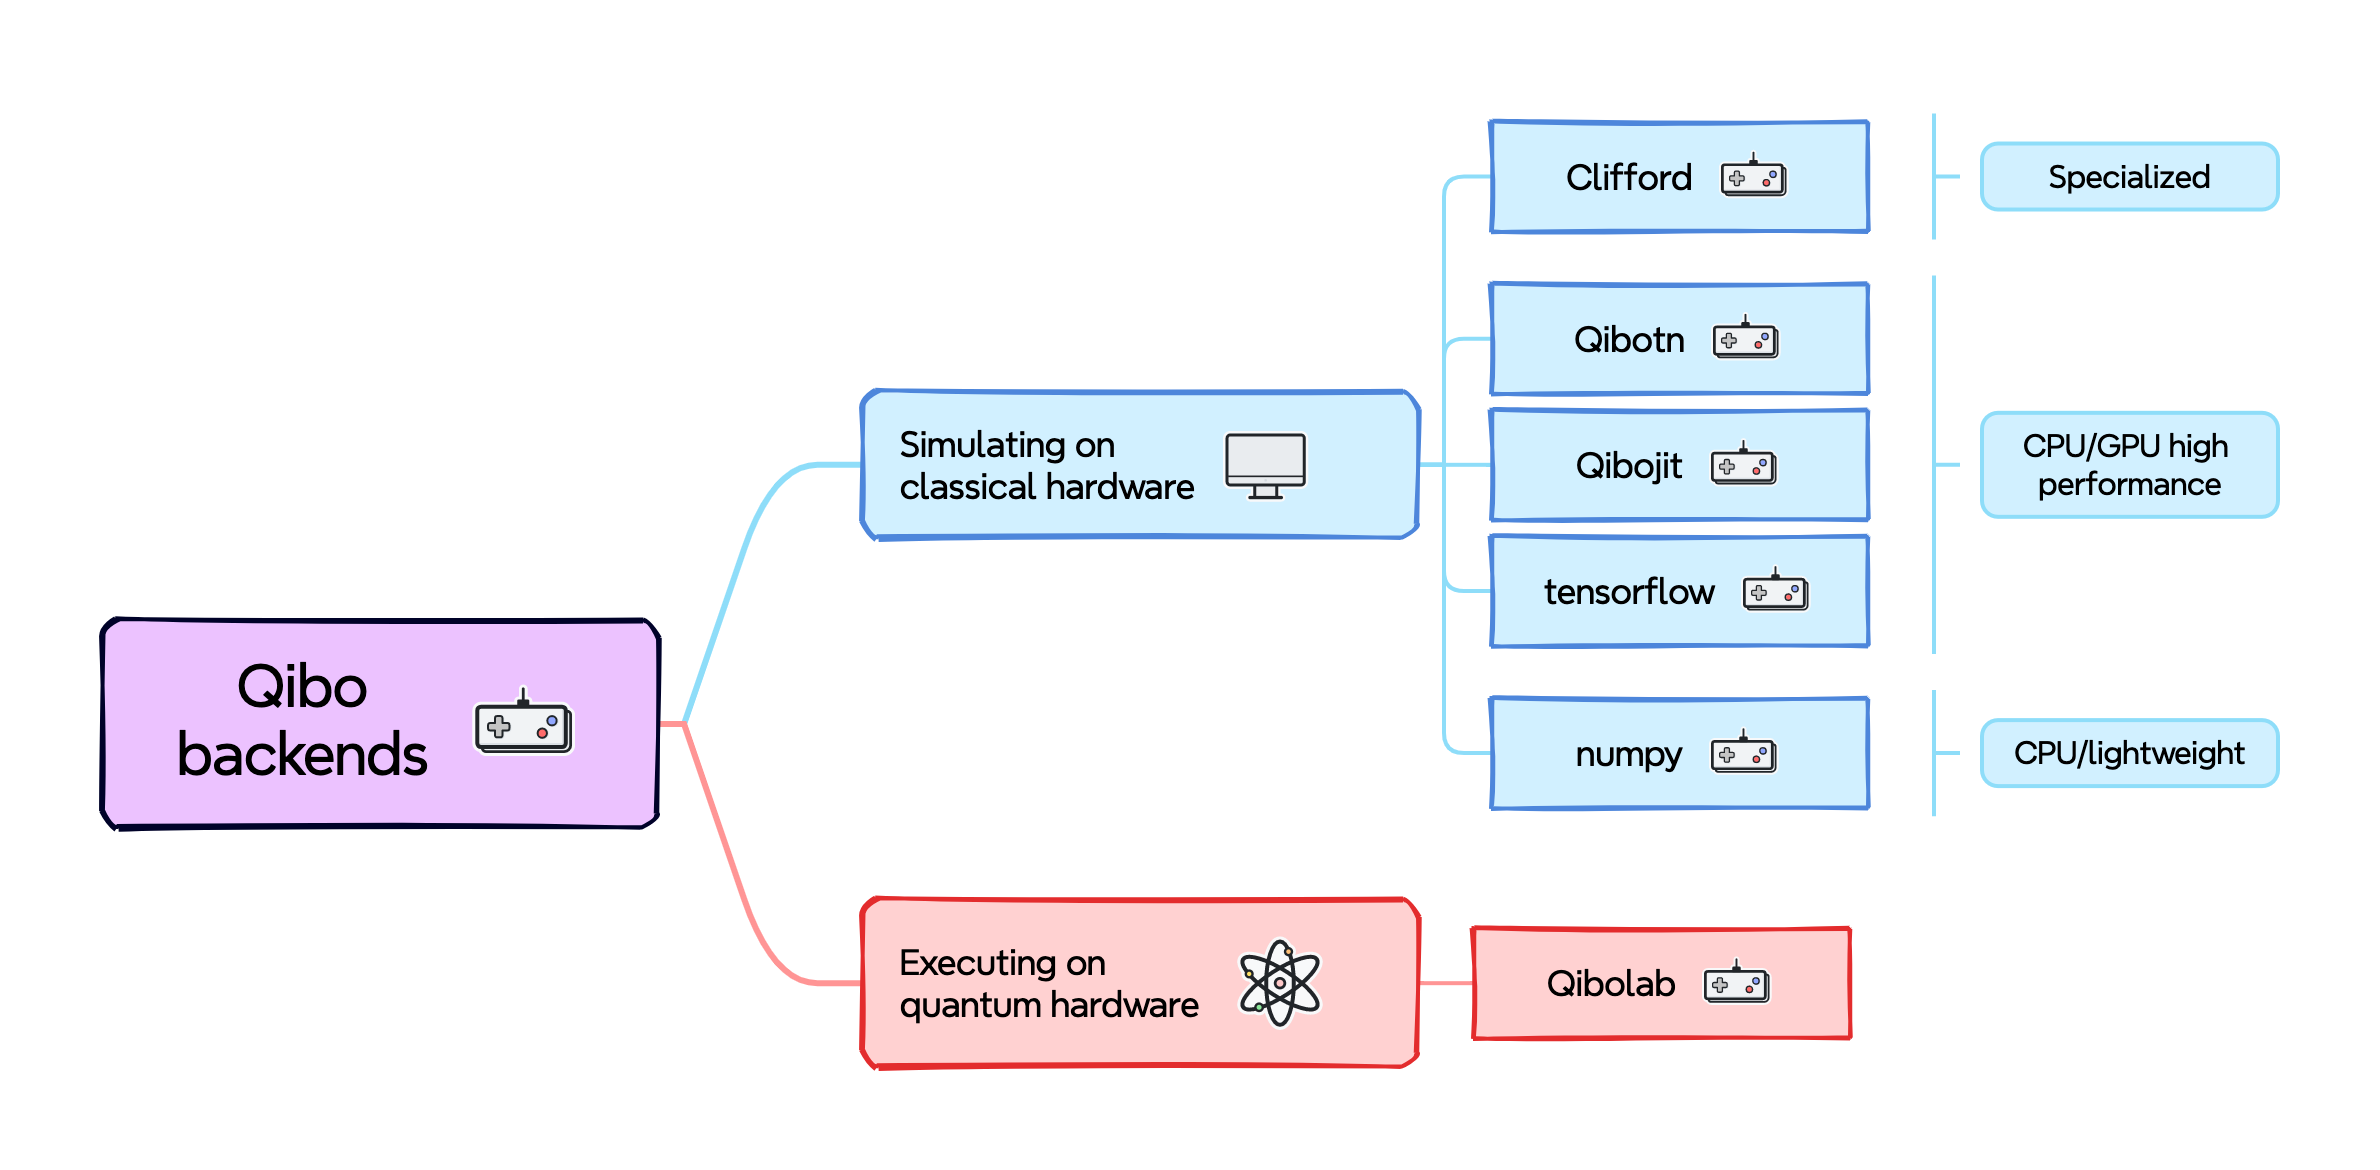 Qibo
backends
Simulating on
classical hardware
Clifford
Specialized
Qibotn
Qibojit
tensorflow
CPU/GPU high
performance
numpy
CPU/lightweight
Executing on
quantum hardware
Qibolab